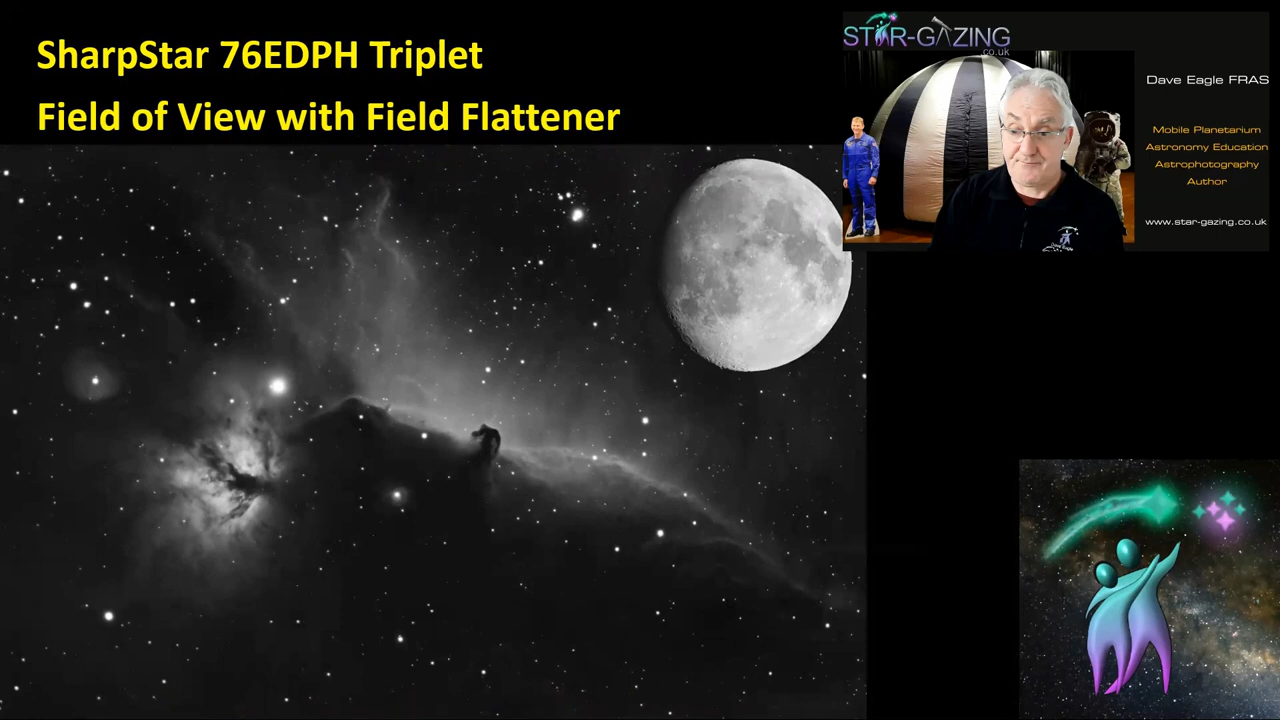 SharpStar 76EDPH Triplet
Field of View with Field Flattener
STAR-GAZING
.co.uk
Dave Eagle FRAS
Mobile Planetarium
Astronomy Education
Astrophotography
Author
www.star-gazing.co.uk